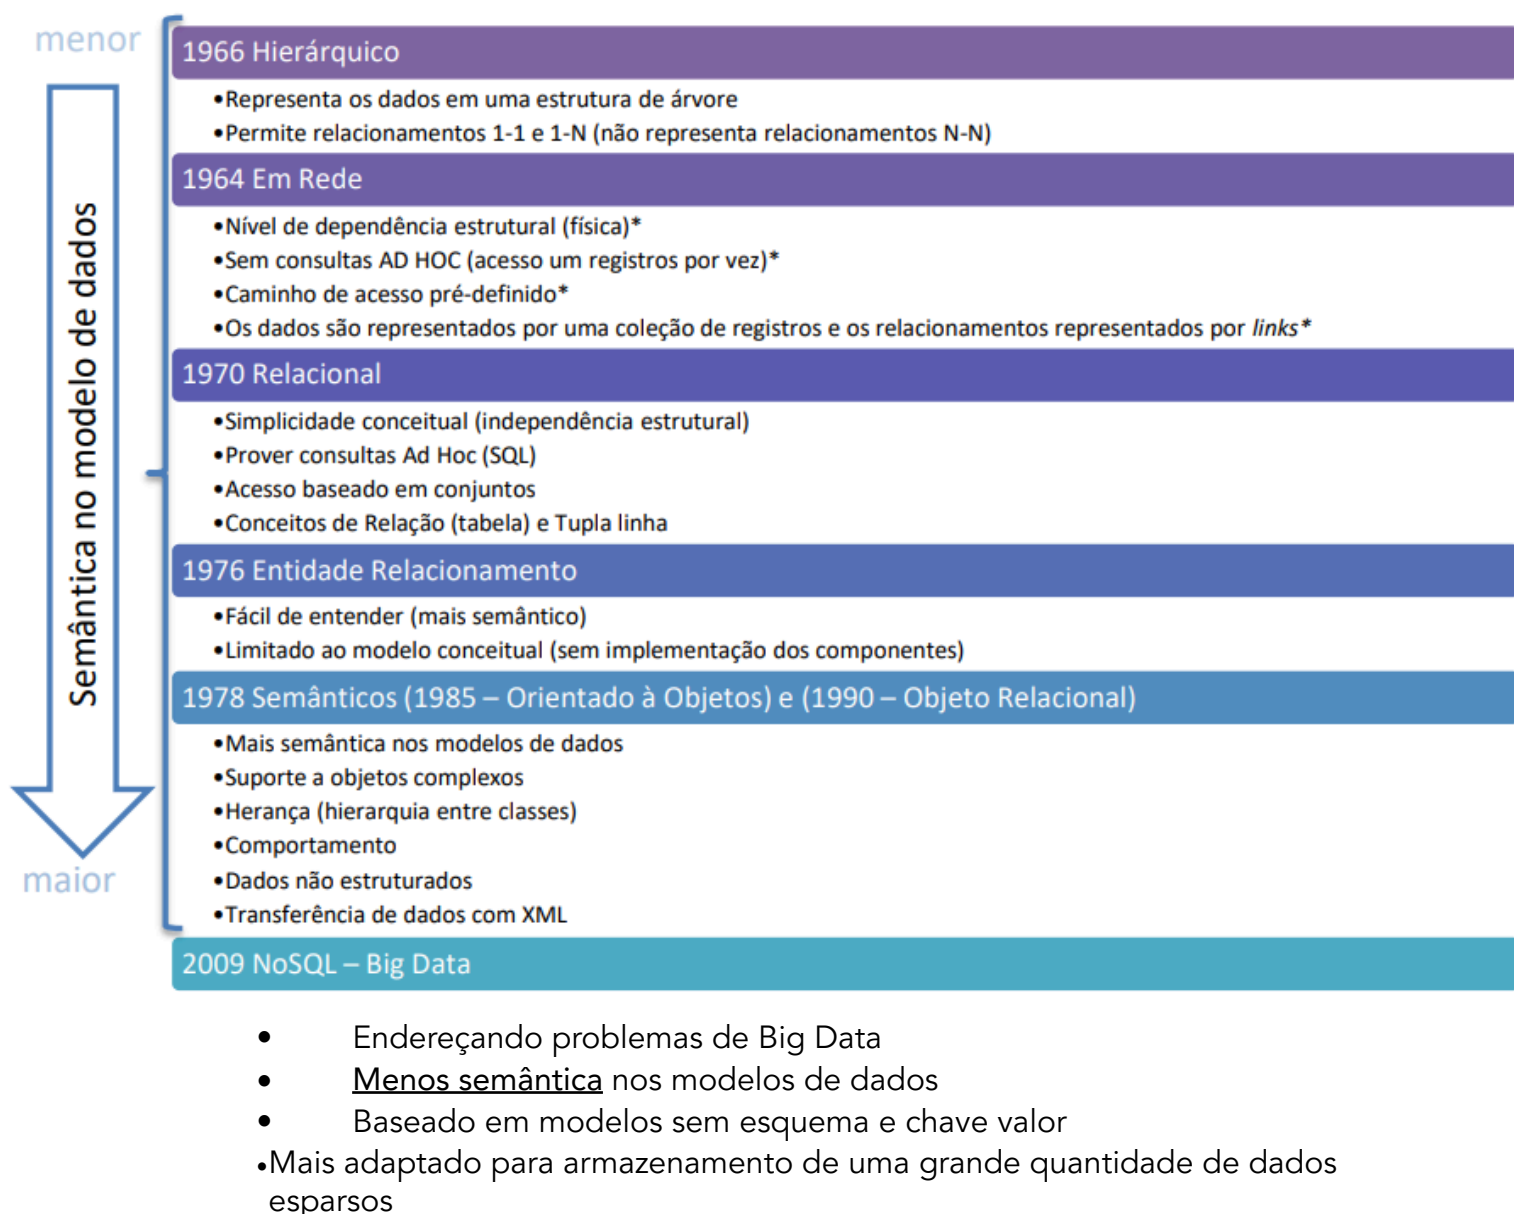 menor
Semântica no modelo de dados
maior
1966 Hierárquico
•Representa os dados em uma estrutura de árvore
•Permite relacionamentos 1-1 e 1-N (não representa relacionamentos N-N)
1964 Em Rede
•Nível de dependência estrutural (física)*
•Sem consultas AD HOC (acesso um registros por vez)*
•Caminho de acesso pré-definido*
•Os dados são representados por uma coleção de registros e os relacionamentos representados por links*
1970 Relacional
•Simplicidade conceitual (independência estrutural)
•Prover consultas Ad Hoc (SQL)
•Acesso baseado em conjuntos
•Conceitos de Relação (tabela) e Tupla linha
1976 Entidade Relacionamento
•Fácil de entender (mais semântico)
•Limitado ao modelo conceitual (sem implementação dos componentes)
1978 Semânticos (1985 – Orientado à Objetos) e (1990 – Objeto Relacional)
•Mais semântica nos modelos de dados
•Suporte a objetos complexos
•Herança (hierarquia entre classes)
•Comportamento
•Dados não estruturados
•Transferência de dados com XML
2009 NoSQL – Big Data
• Endereçando problemas de Big Data
• Menos semântica nos modelos de dados
• Baseado em modelos sem esquema e chave valor
•Mais adaptado para armazenamento de uma grande quantidade de dados
esparsos